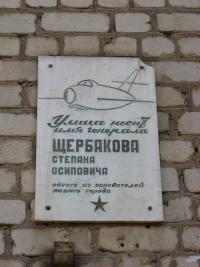 Улица носит
имя генерала
ЩЕРБАКОВА
СТЕПАНА
ОСИПОВИЧА
одного из основателей
нашего города